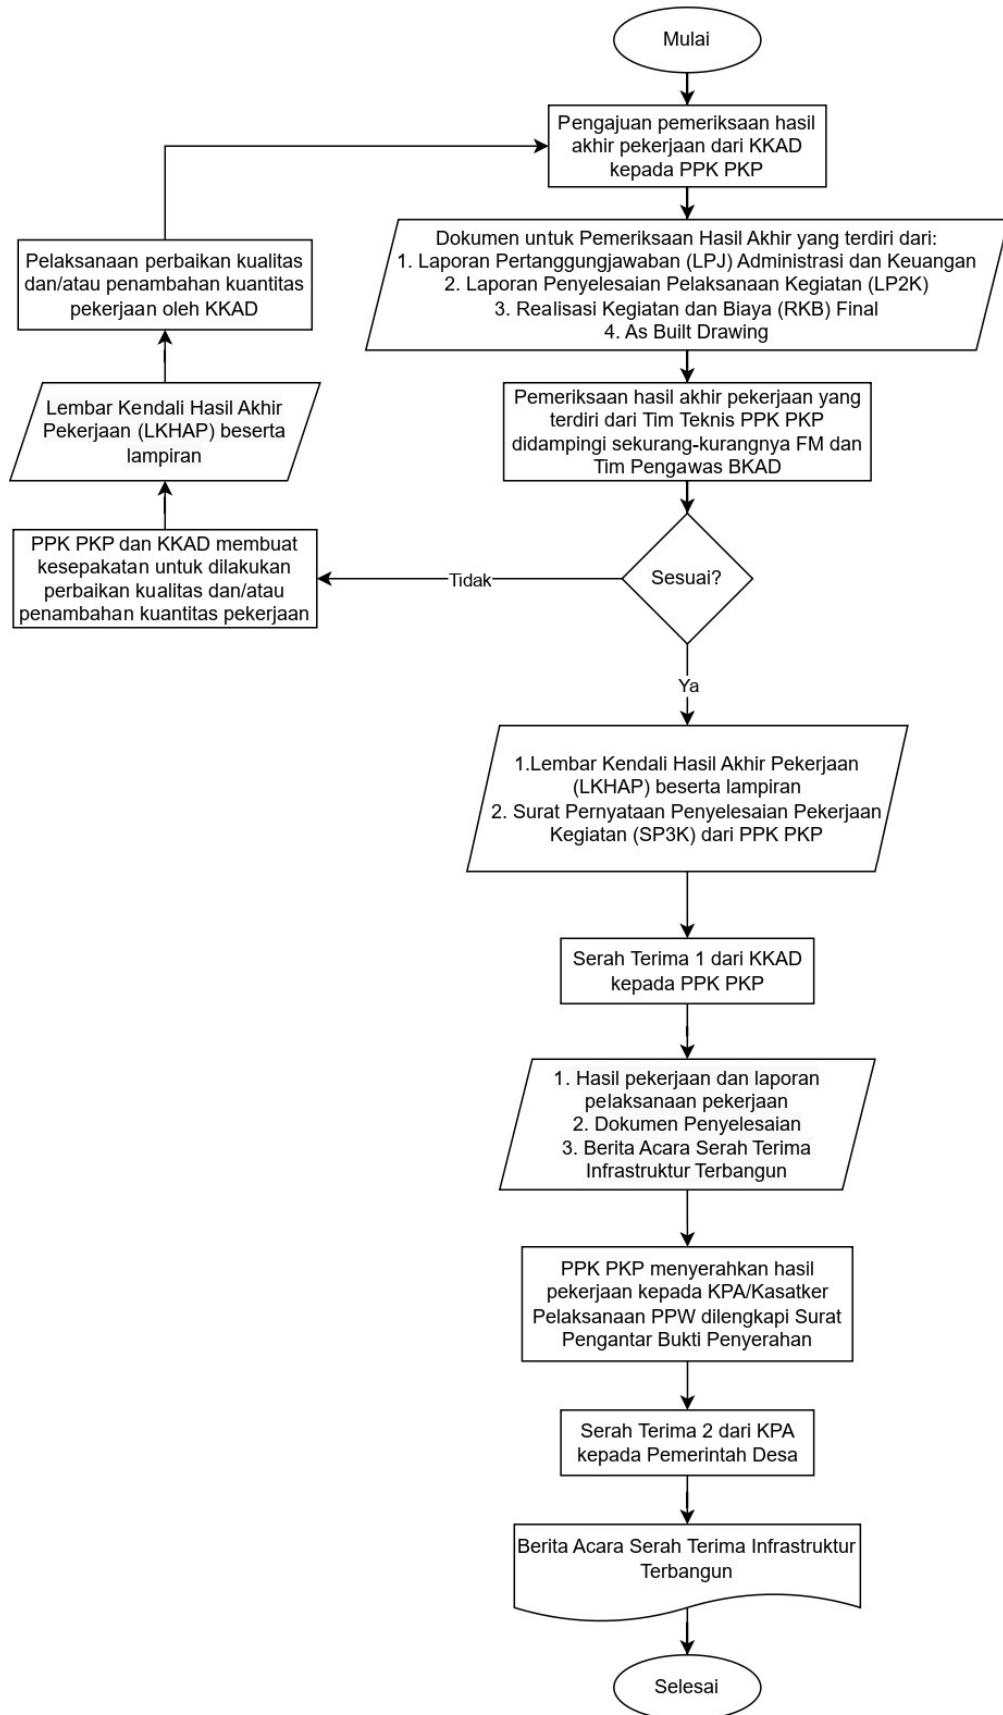 Mulai
Pengajuan pemeriksaan hasil
akhir pekerjaan dari KKAD
kepada PPK PKP
Dokumen untuk Pemeriksaan Hasil Akhir yang terdiri dari:
1. Laporan Pertanggungjawaban (LPJ) Administrasi dan Keuangan
2. Laporan Penyelesaian Pelaksanaan Kegiatan (LP2K)
3. Realisasi Kegiatan dan Biaya (RKB) Final
4. As Built Drawing
Pemeriksaan hasil akhir pekerjaan yang
terdiri dari Tim Teknis PPK PKP
didampingi sekurang-kurangnya FM dan
Tim Pengawas BKAD
Sesuai?
Tidak
PPK PKP dan KKAD membuat
kesepakatan untuk dilakukan
perbaikan kualitas dan/atau
penambahan kuantitas pekerjaan
Lembar Kendali Hasil Akhir
Pekerjaan (LKHAP) beserta
lampiran
Pelaksanaan perbaikan kualitas
dan/atau penambahan kuantitas
pekerjaan oleh KKAD
Ya
1.Lembar Kendali Hasil Akhir Pekerjaan
(LKHAP) beserta lampiran
2. Surat Pernyataan Penyelesaian Pekerjaan
Kegiatan (SP3K) dari PPK PKP
Serah Terima 1 dari KKAD
kepada PPK PKP
1. Hasil pekerjaan dan laporan
pelaksanaan pekerjaan
2. Dokumen Penyelesaian
3. Berita Acara Serah Terima
Infrastruktur Terbangun
PPK PKP menyerahkan hasil
pekerjaan kepada KPA/Kasatker
Pelaksanaan PPW dilengkapi Surat
Pengantar Bukti Penyerahan
Serah Terima 2 dari KPA
kepada Pemerintah Desa
Berita Acara Serah Terima Infrastruktur
Terbangun
Selesai